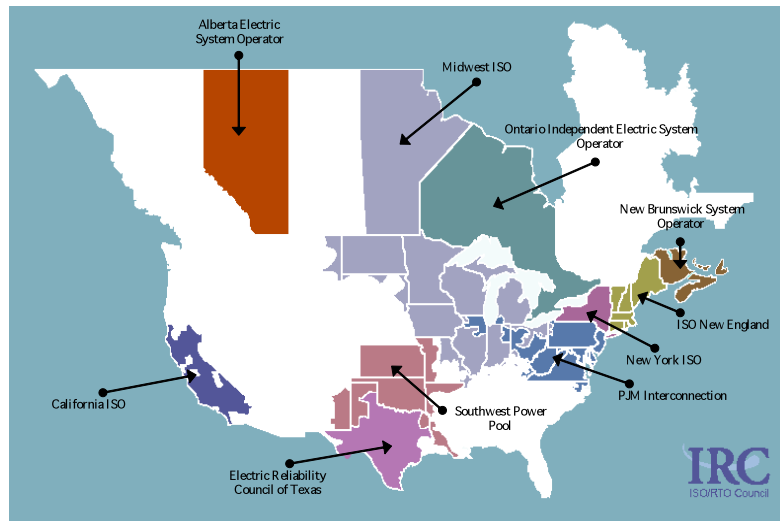 Alberta Electric
System Operator
Midwest ISO
Ontario Independent Electric System
Operator
New Brunswick System
Operator
ISO New England
New York ISO
PJM Interconnection
California ISO
Southwest Power
Pool
Electric Reliability
Council of Texas
IRC
ISO/RTO Council